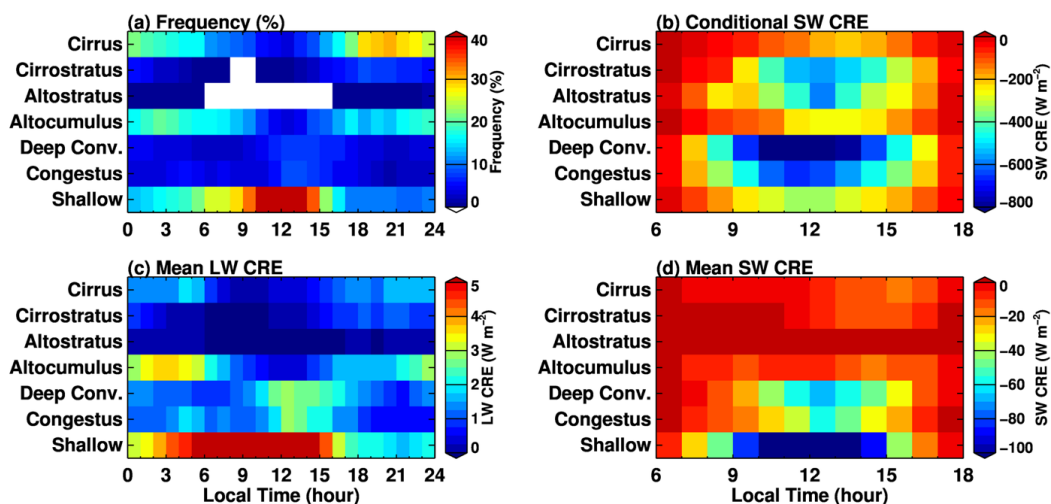 (a) Frequency (%)
Cirrus
Cirrostratus
Altostratus
Altocumulus
Deep Conv.
Congestus
Shallow
0 3 6 9 12 15 18 21 24
40
30
20
10
0
Frequency (%)
(b) Conditional SW CRE
Cirrus
Cirrostratus
Altostratus
Altocumulus
Deep Conv.
Congestus
Shallow
6 9 12 15 18
0
−200
−400
−600
−800
SW CRE (W m⁻²)
(c) Mean LW CRE
Cirrus
Cirrostratus
Altostratus
Altocumulus
Deep Conv.
Congestus
Shallow
0 3 6 9 12 15 18 21 24
Local Time (hour)
5
4
3
2
1
0
LW CRE (W m⁻²)
(d) Mean SW CRE
Cirrus
Cirrostratus
Altostratus
Altocumulus
Deep Conv.
Congestus
Shallow
6 9 12 15 18
Local Time (hour)
0
−20
−40
−60
−80
−100
SW CRE (W m⁻²)